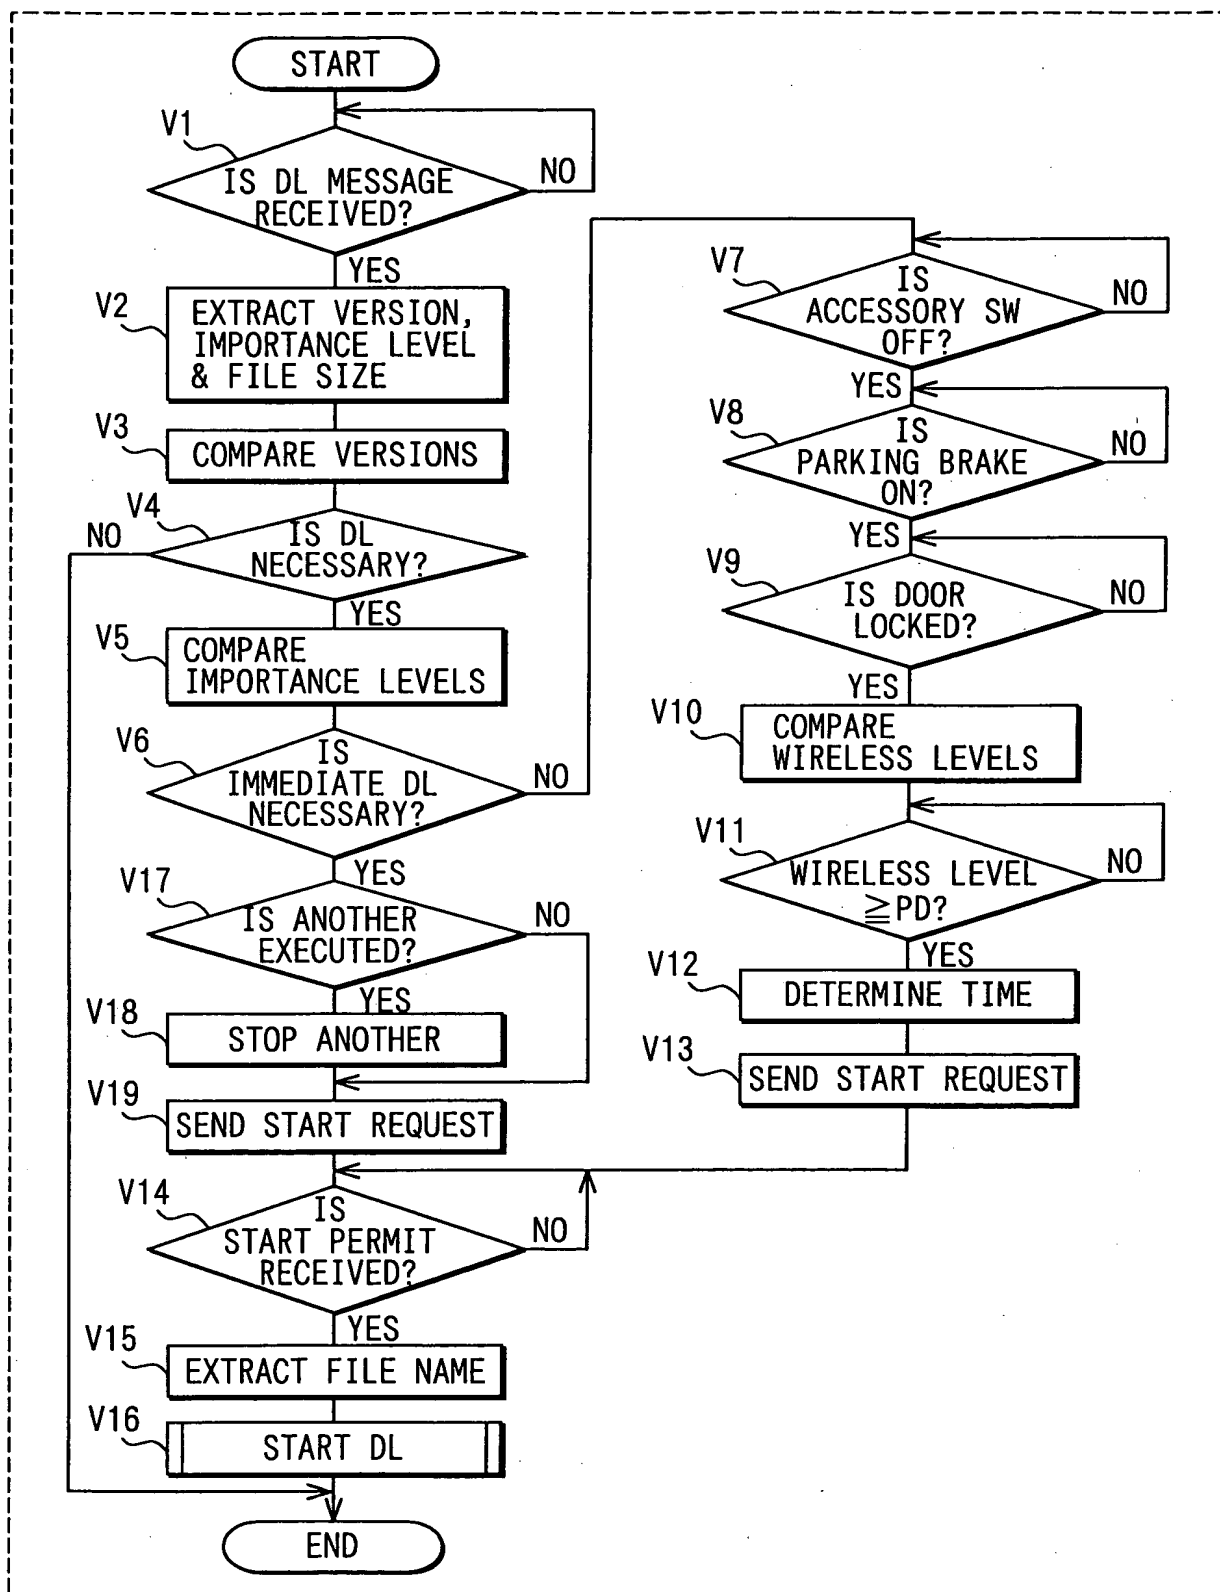 START
V1
IS DL MESSAGE
RECEIVED?
NO
YES
V2
EXTRACT VERSION,
IMPORTANCE LEVEL
& FILE SIZE
V3
COMPARE VERSIONS
V4
NO
IS DL
NECESSARY?
YES
V5
COMPARE
IMPORTANCE LEVELS
V6
IS
IMMEDIATE DL
NECESSARY?
NO
YES
V17
IS ANOTHER
EXECUTED?
NO
YES
V18
STOP ANOTHER
V19
SEND START REQUEST
V14
IS
START PERMIT
RECEIVED?
NO
YES
V15
EXTRACT FILE NAME
V16
START DL
END
V7
IS
ACCESSORY SW
OFF?
NO
YES
V8
IS
PARKING BRAKE
ON?
NO
YES
V9
IS DOOR
LOCKED?
NO
YES
V10
COMPARE
WIRELESS LEVELS
V11
WIRELESS LEVEL
≧PD?
NO
YES
V12
DETERMINE TIME
V13
SEND START REQUEST